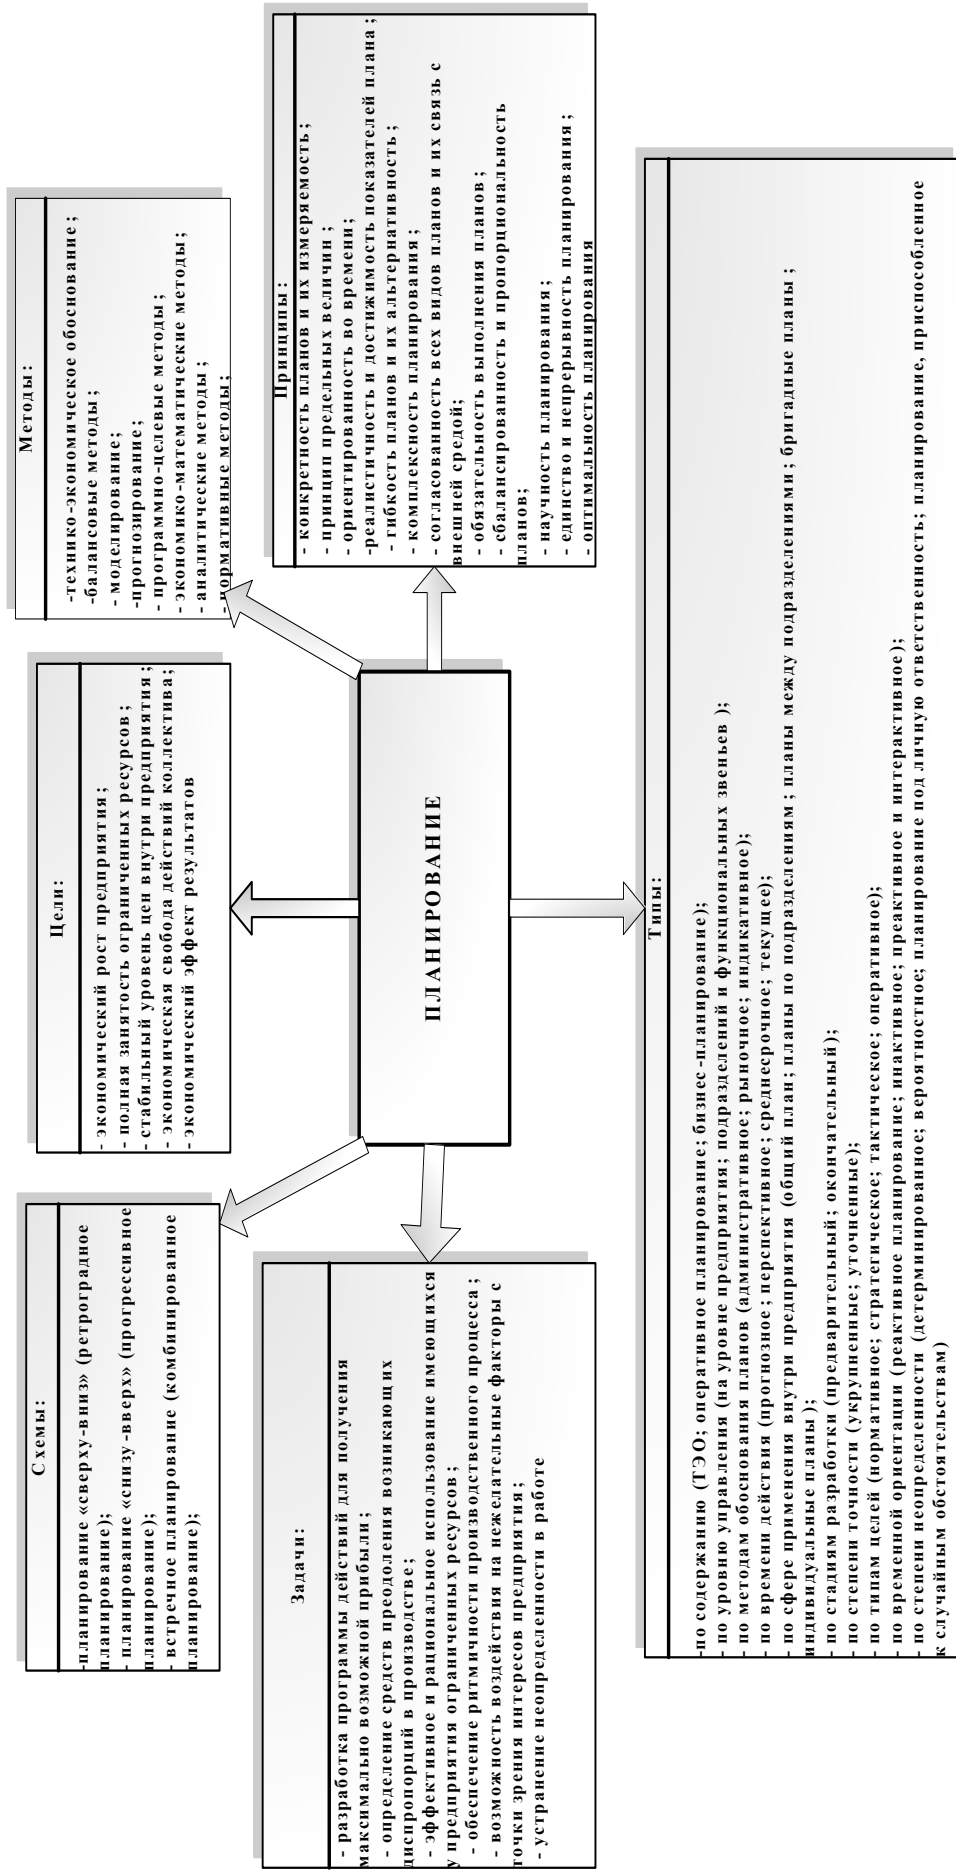 Схемы:
-планирование «сверху-вниз» (ретроградное
планирование);
- планирование «снизу-вверх» (прогрессивное
планирование);
- встречное планирование (комбинированное
планирование);
Цели:
- экономический рост предприятия;
- полная занятость ограниченных ресурсов;
- стабильный уровень цен внутри предприятия;
- экономическая свобода действий коллектива;
- экономический эффект результатов
Методы:
-технико-экономическое обоснование;
-балансовые методы;
- моделирование;
-прогнозирование;
- программно-целевые методы;
- экономико-математические методы;
- аналитические методы;
- нормативные методы;
Задачи:
- разработка программы действий для получения
максимально возможной прибыли;
- определение средств преодоления возникающих
диспропорций в производстве;
- эффективное и рациональное использование имеющихся
у предприятия ограниченных ресурсов;
- обеспечение ритмичности производственного процесса;
- возможность воздействия на нежелательные факторы с
точки зрения интересов предприятия;
- устранение неопределенности в работе
ПЛАНИРОВАНИЕ
Принципы:
- конкретность планов и их измеряемость;
- принцип предельных величин;
- ориентированность во времени;
-реалистичность и достижимость показателей плана;
- гибкость планов и их альтернативность;
- комплексность планирования;
- согласованность всех видов планов и их связь с
внешней средой;
- обязательность выполнения планов;
- сбалансированность и пропорциональность
планов;
- научность планирования;
- единство и непрерывность планирования;
- оптимальность планирования
Типы:
-по содержанию (ТЭО; оперативное планирование; бизнес-планирование);
- по уровню управления (на уровне предприятия; подразделений и функциональных звеньев);
- по методам обоснования планов (административное; рыночное; индикативное);
- по времени действия (прогнозное; перспективное; среднесрочное; текущее);
- по сфере применения внутри предприятия (общий план; планы по подразделениям; планы между подразделениями; бригадные планы;
индивидуальные планы);
- по стадиям разработки (предварительный; окончательный);
- по степени точности (укрупненные; уточненные);
- по типам целей (нормативное; стратегическое; тактическое; оперативное);
- по временной ориентации (реактивное планирование; инактивное; преактивное и интерактивное);
- по степени неопределенности (детерминированное; вероятностное; планирование под личную ответственность; планирование, приспособленное
к случайным обстоятельствам)